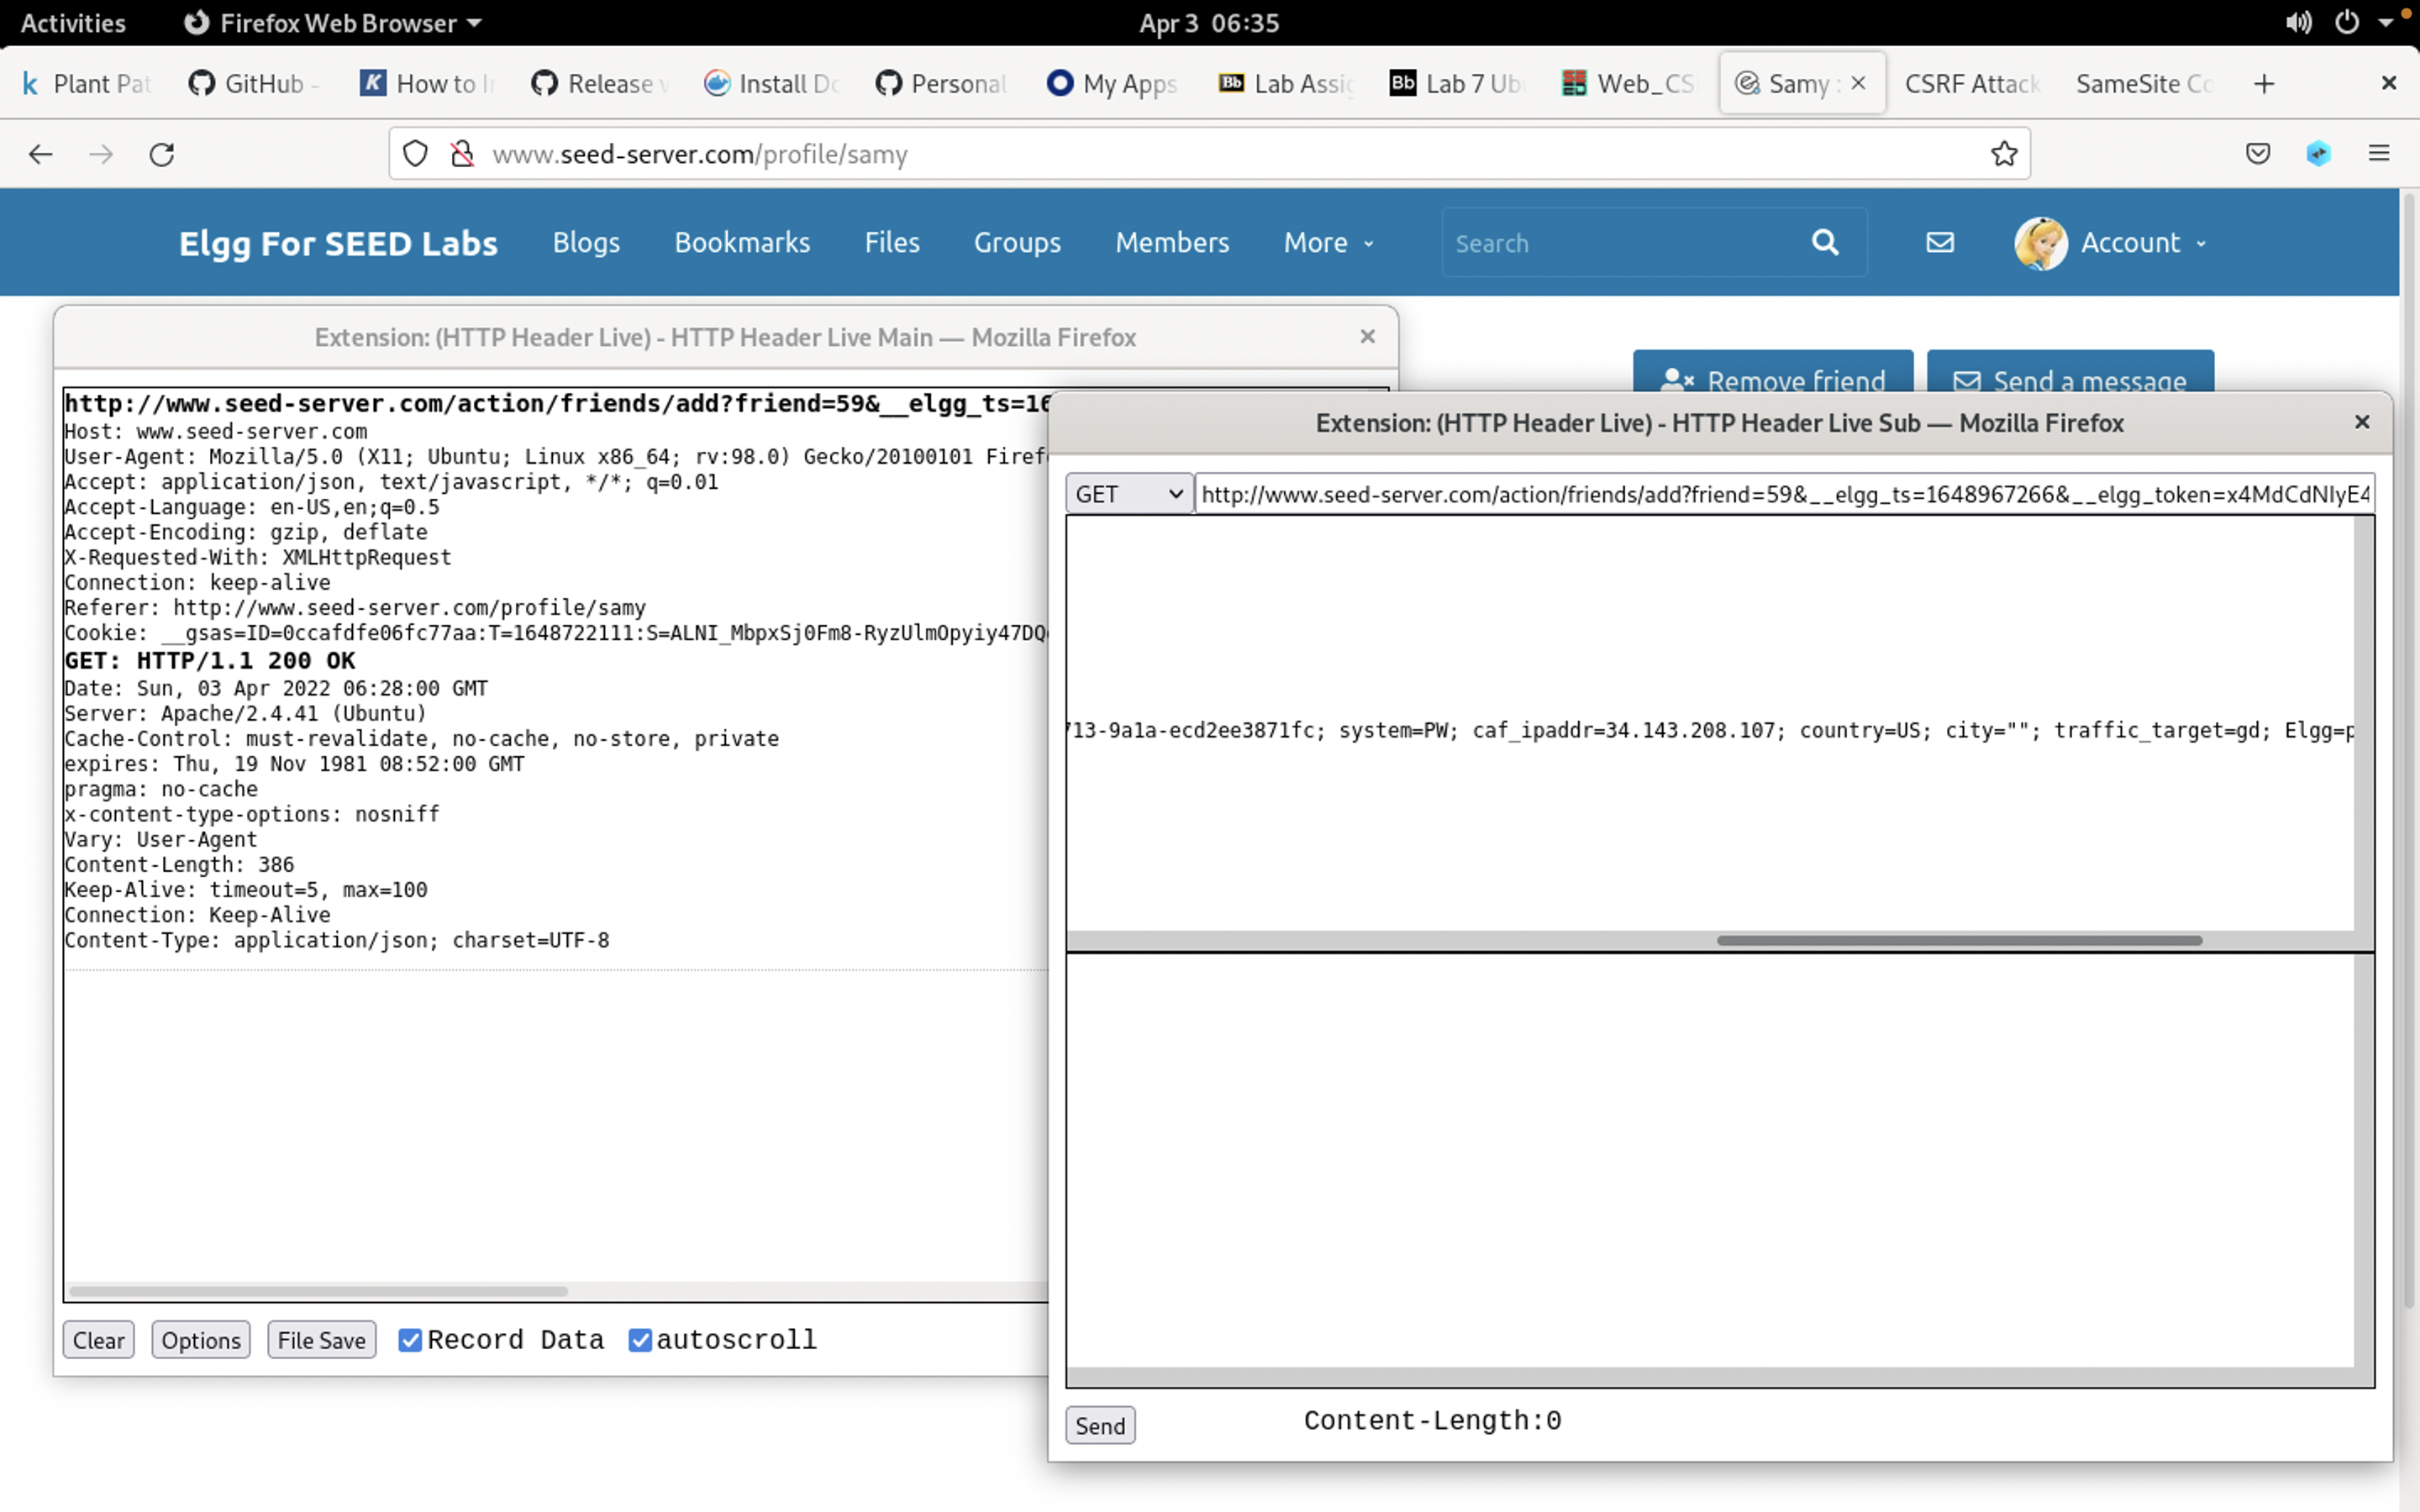 Activities Firefox Web Browser Apr 3 06:35
Plant Pat GitHub - How to I Release Install Do Personal My Apps Lab Assig Lab 7 Ub Web_CS Samy : CSRF Attack SameSite Co
www.seed-server.com/profile/samy
Elgg For SEED Labs Blogs Bookmarks Files Groups Members More Search Account
Remove friend Send a message
Extension: (HTTP Header Live) - HTTP Header Live Main — Mozilla Firefox
http://www.seed-server.com/action/friends/add?friend=59&__elgg_ts=16
Host: www.seed-server.com
User-Agent: Mozilla/5.0 (X11; Ubuntu; Linux x86_64; rv:98.0) Gecko/20100101 Firef
Accept: application/json, text/javascript, */*; q=0.01
Accept-Language: en-US,en;q=0.5
Accept-Encoding: gzip, deflate
X-Requested-With: XMLHttpRequest
Connection: keep-alive
Referer: http://www.seed-server.com/profile/samy
Cookie: __gsas=ID=0ccafdfe06fc77aa:T=1648722111:S=ALNI_MbpxSj0Fm8-RyzUlmOpyiy47DQ
GET: HTTP/1.1 200 OK
Date: Sun, 03 Apr 2022 06:28:00 GMT
Server: Apache/2.4.41 (Ubuntu)
Cache-Control: must-revalidate, no-cache, no-store, private
expires: Thu, 19 Nov 1981 08:52:00 GMT
pragma: no-cache
x-content-type-options: nosniff
Vary: User-Agent
Content-Length: 386
Keep-Alive: timeout=5, max=100
Connection: Keep-Alive
Content-Type: application/json; charset=UTF-8
Clear Options File Save Record Data autoscroll
Extension: (HTTP Header Live) - HTTP Header Live Sub — Mozilla Firefox
GET http://www.seed-server.com/action/friends/add?friend=59&__elgg_ts=1648967266&__elgg_token=x4MdCdNIyE4
713-9a1a-ecd2ee3871fc; system=PW; caf_ipaddr=34.143.208.107; country=US; city=""; traffic_target=gd; Elgg=p
Send Content-Length:0